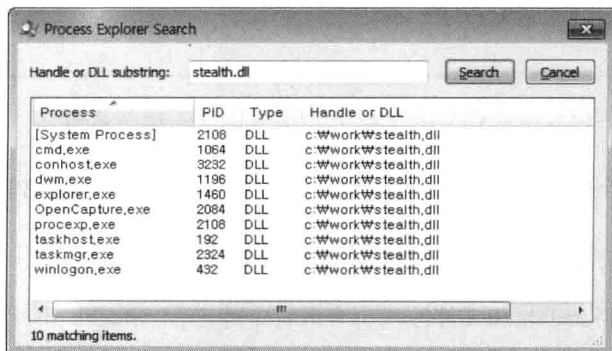 Process Explorer Search
Handle or DLL substring: stealth.dll Search Cancel
Process PID Type Handle or DLL
[System Process] 2108 DLL c:₩work₩stealth.dll
cmd.exe 1064 DLL c:₩work₩stealth.dll
conhost.exe 3232 DLL c:₩work₩stealth.dll
dwm.exe 1196 DLL c:₩work₩stealth.dll
explorer.exe 1460 DLL c:₩work₩stealth.dll
OpenCapture.exe 2084 DLL c:₩work₩stealth.dll
procexp.exe 2108 DLL c:₩work₩stealth.dll
taskhost.exe 192 DLL c:₩work₩stealth.dll
taskmgr.exe 2324 DLL c:₩work₩stealth.dll
winlogon.exe 432 DLL c:₩work₩stealth.dll
10 matching items.